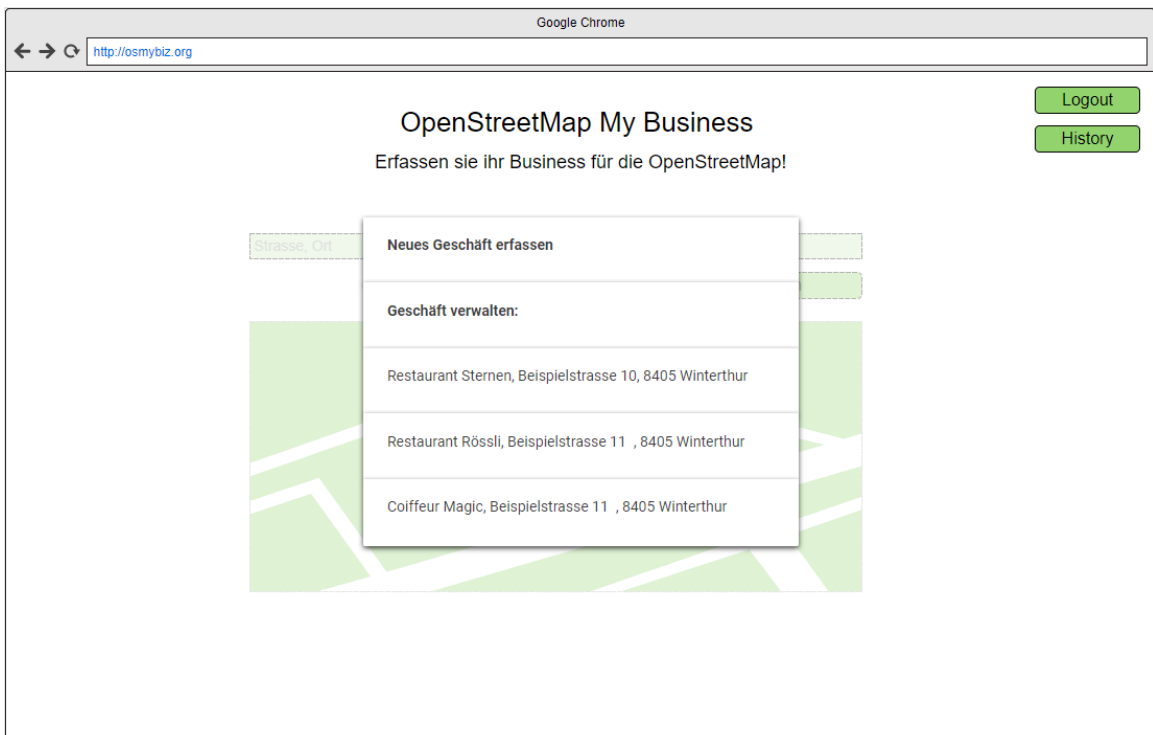 Google Chrome
http://osmybiz.org
Logout
OpenStreetMap My Business
History
Erfassen sie ihr Business für die OpenStreetMap!
Strasse, Ort
Neues Geschäft erfassen
Geschäft verwalten:
Restaurant Sternen, Beispielstrasse 10, 8405 Winterthur
Restaurant Rössli, Beispielstrasse 11  , 8405 Winterthur
Coiffeur Magic, Beispielstrasse 11  , 8405 Winterthur